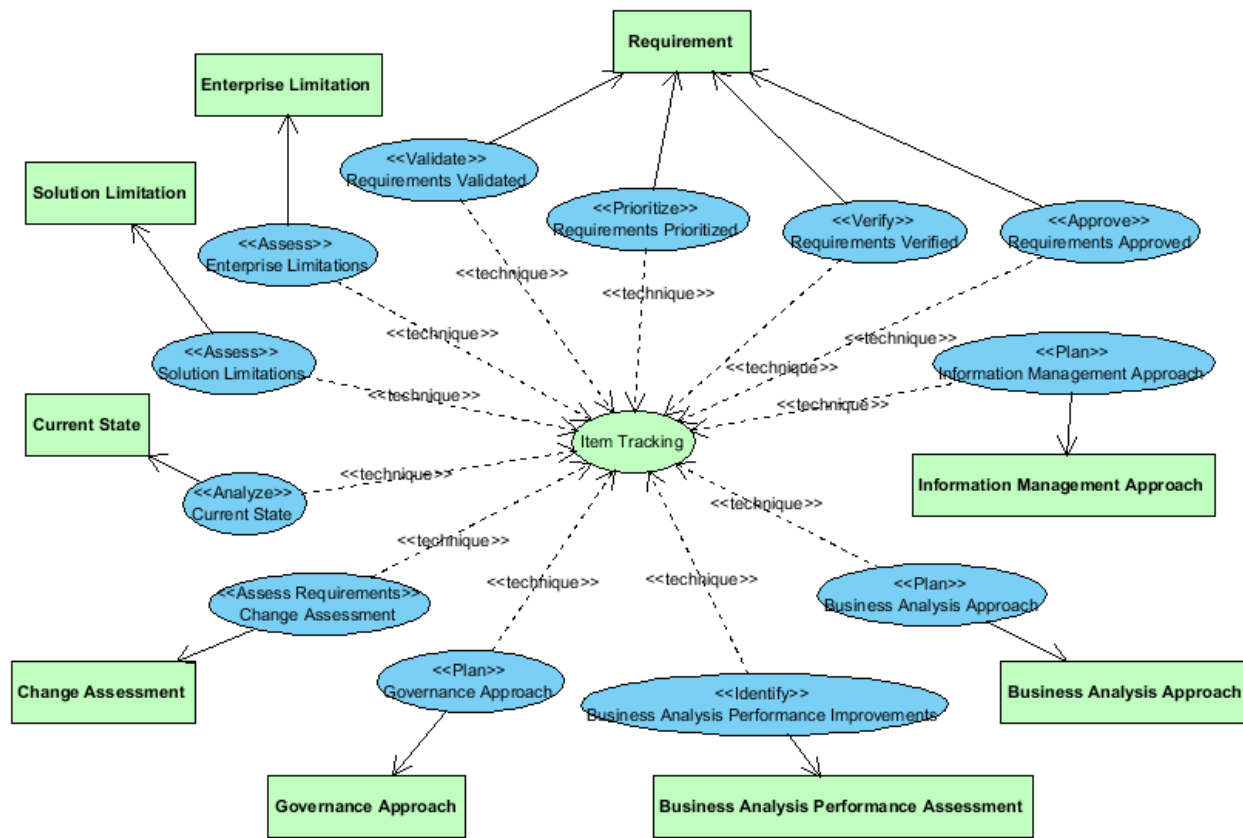 Requirement
Enterprise Limitation
<<Validate>>
Requirements Validated
Solution Limitation
<<Prioritize>>
Requirements Prioritized
<<Verify>>
Requirements Verified
<<Approve>>
Requirements Approved
<<Assess>>
Enterprise Limitations
<<technique>>
<<technique>>
<<technique>>
<<technique>>
<<technique>>
<<Assess>>
Solution Limitations
<<Plan>>
Information Management Approach
<<technique>>
<<technique>>
Current State
Item Tracking
<<technique>>
Information Management Approach
<<Analyze>>
Current State
<<technique>>
<<technique>>
<<technique>>
<<technique>>
<<Assess Requirements>>
Change Assessment
<<Plan>>
Business Analysis Approach
<<Plan>>
Governance Approach
<<Identify>>
Business Analysis Performance Improvements
Change Assessment
Business Analysis Approach
Governance Approach
Business Analysis Performance Assessment